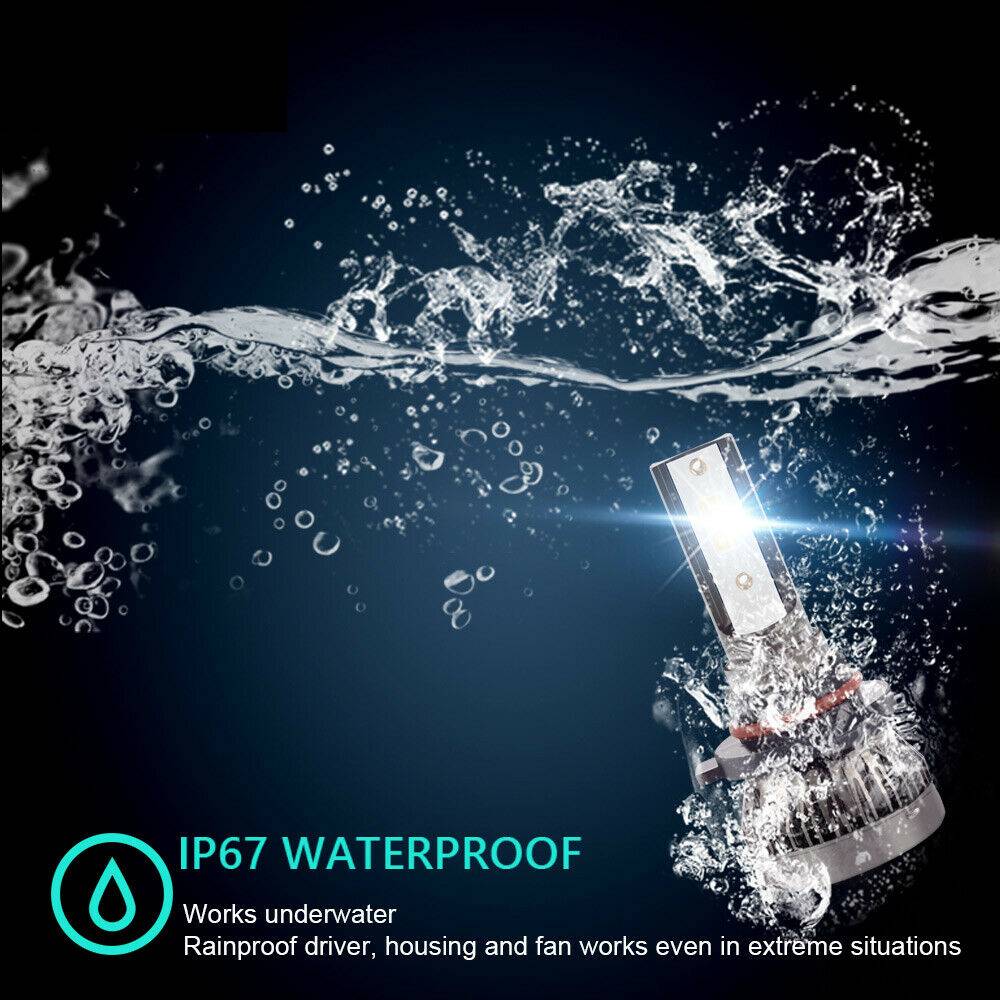 IP67 WATERPROOF
Works underwater
Rainproof driver, housing and fan works even in extreme situations